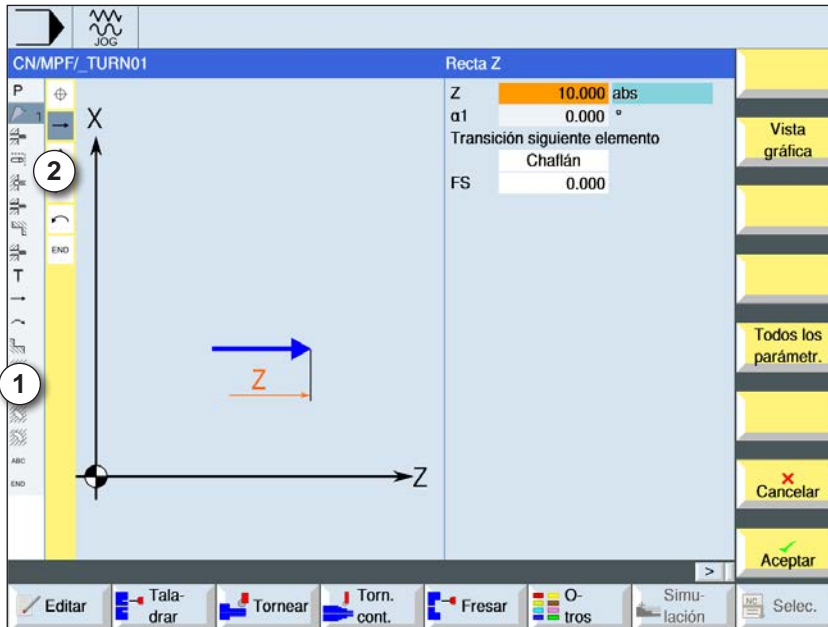 JOG
CN/MPF/_TURN01
Recta Z
P
1
T
ABC
END
END
2
1
X
Z
Z
Z 10.000 abs
α1 0.000 °
Transición siguiente elemento
Chaflán
FS 0.000
Vista
gráfica
Todos los
parámetr.
Cancelar
Aceptar
>
Editar
Tala-
drar
Tornear
Torn.
cont.
Fresar
O-
tros
Simu-
lación
NC
Selec.